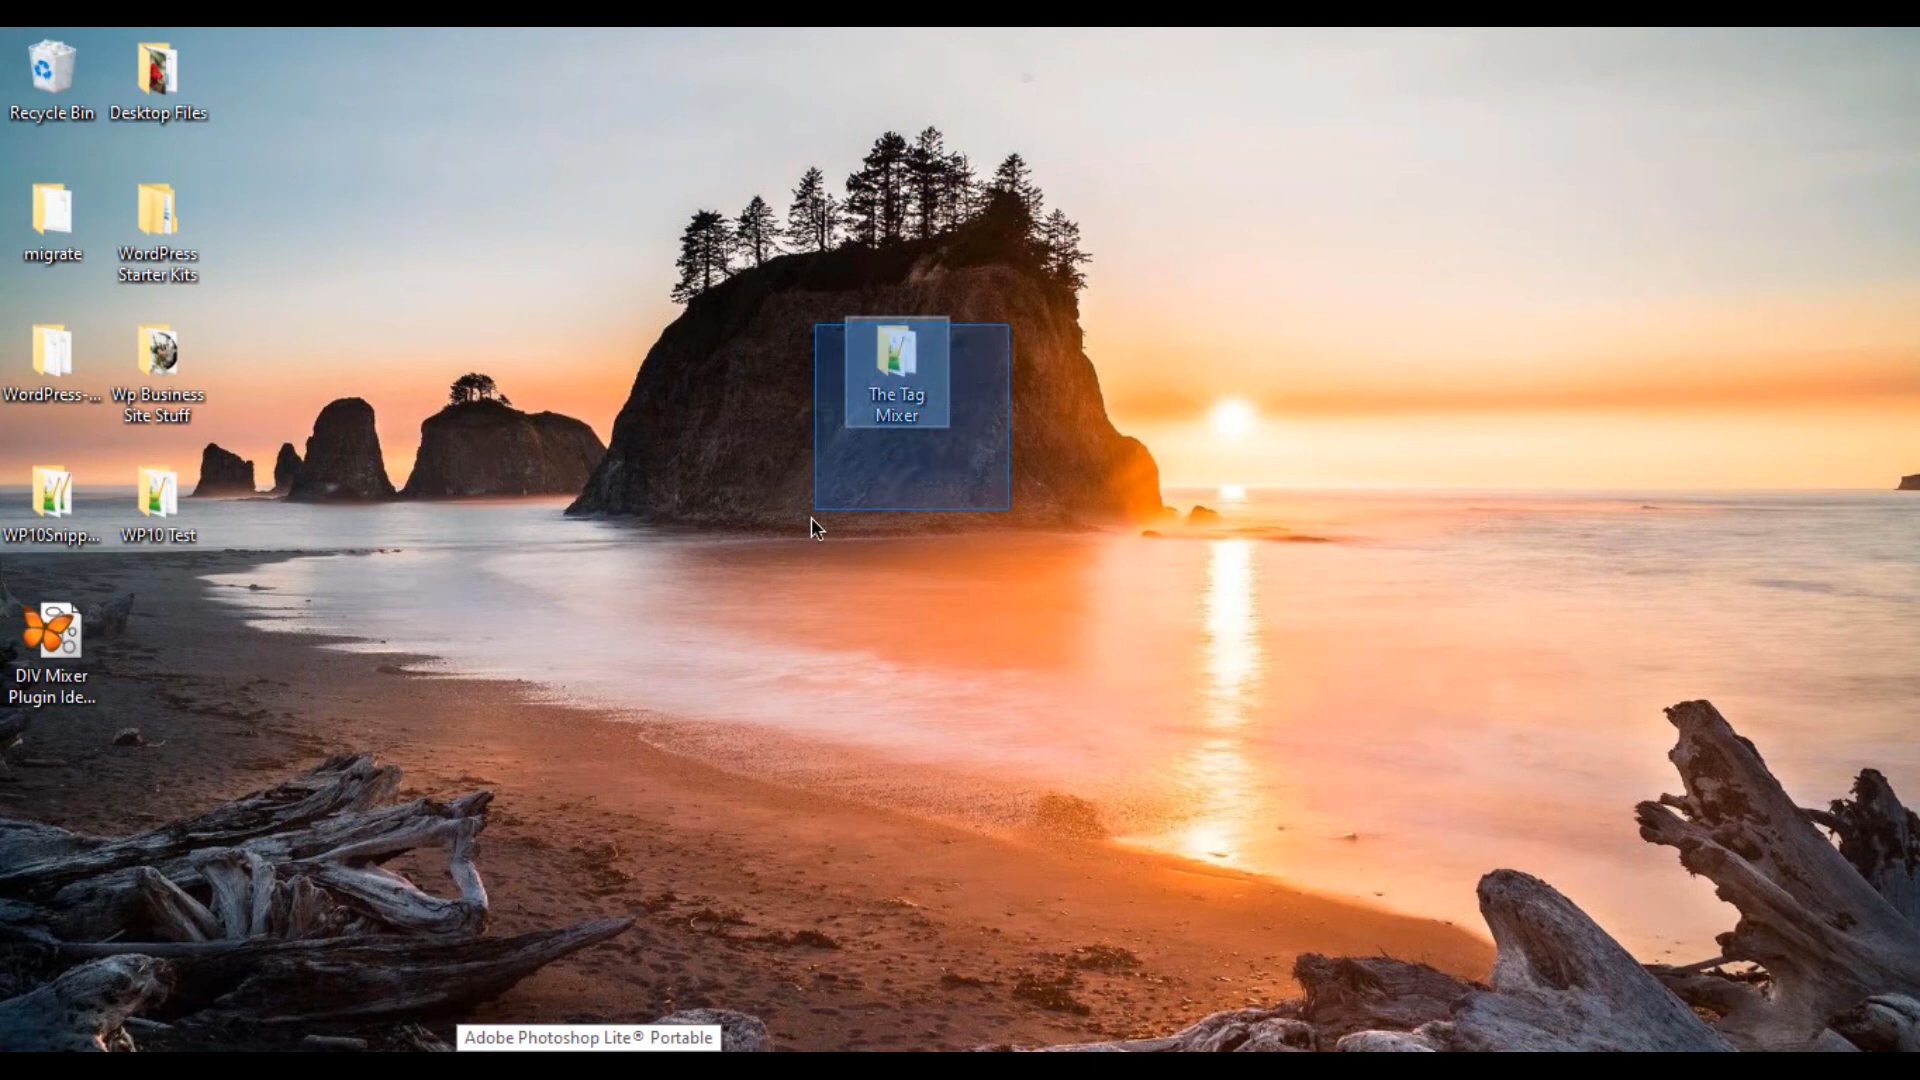 Recycle Bin
Desktop Files
migrate
WordPress
Starter Kits
WordPress-...
Wp Business
Site Stuff
The Tag
Mixer
WP10Snipp...
WP10 Test
DIV Mixer
Plugin Ide...
Adobe Photoshop Lite® Portable